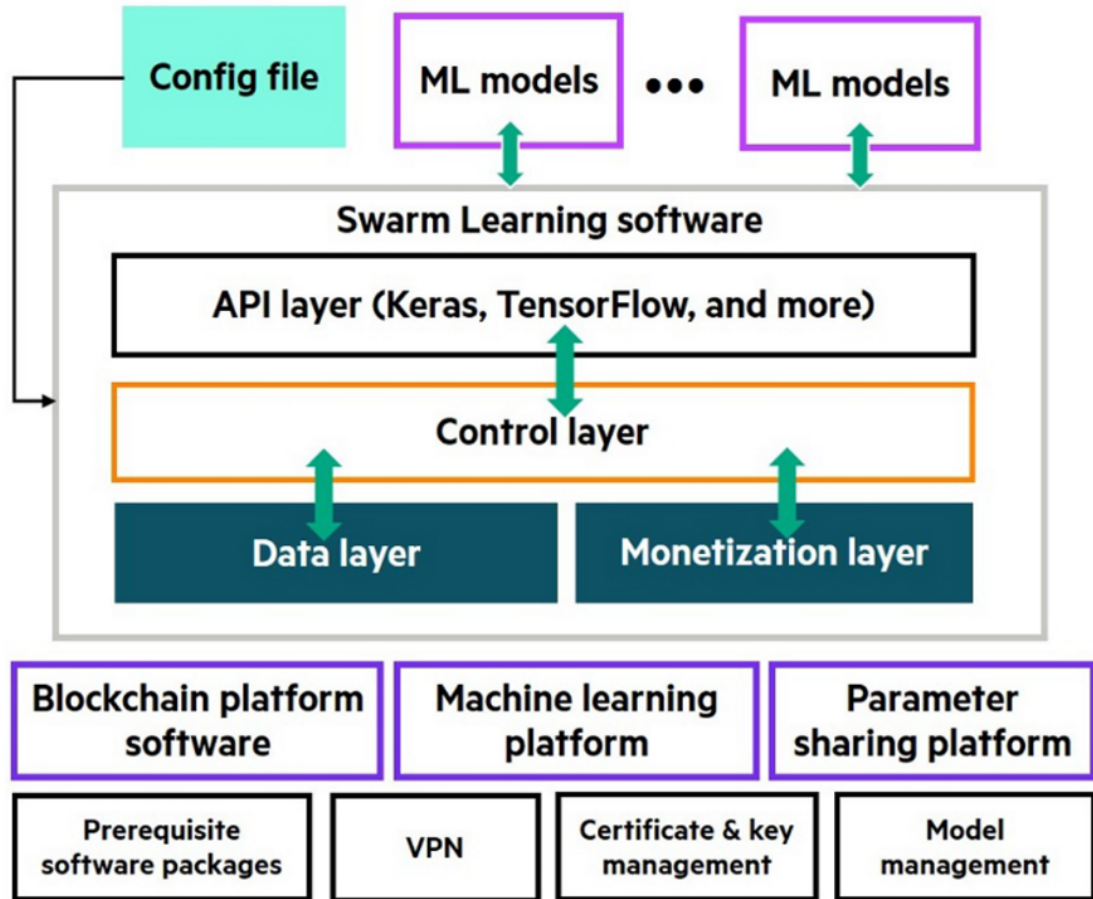 Config file
ML models
•••
ML models
Swarm Learning software
API layer (Keras, TensorFlow, and more)
Control layer
Data layer
Monetization layer
Blockchain platform
software
Machine learning
platform
Parameter
sharing platform
Prerequisite
software packages
VPN
Certificate & key
management
Model
management